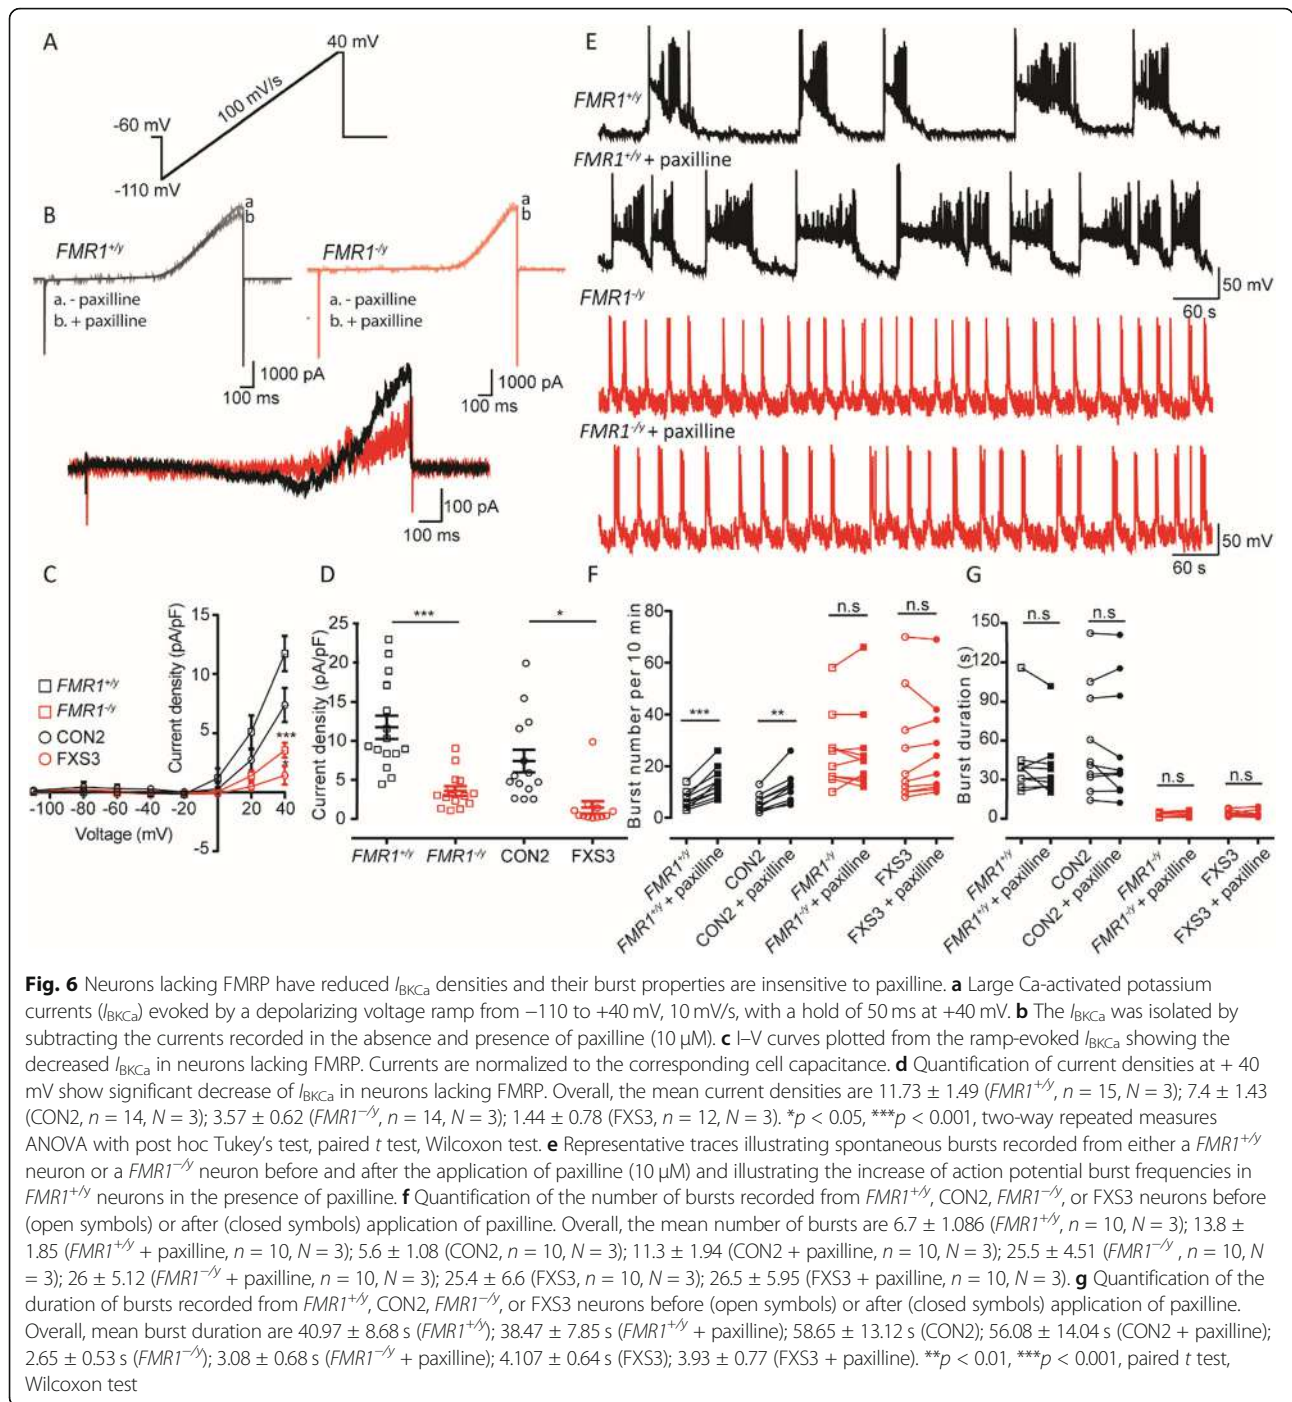 A
40 mV
100 mV/s
-60 mV
-110 mV
B
FMR1+/y
a
b
a. - paxilline
b. + paxilline
1000 pA
100 ms
FMR1-/y
a
b
a. - paxilline
b. + paxilline
1000 pA
100 ms
100 pA
100 ms
E
FMR1+/y
FMR1+/y + paxilline
50 mV
60 s
FMR1-/y
FMR1-/y + paxilline
50 mV
60 s
C
Current density (pA/pF)
15
10
5
-5
FMR1+/y
FMR1-/y
CON2
FXS3
***
*
-100 -80 -60 -40 -20 0 20 40
Voltage (mV)
D
Current density (pA/pF)
25
20
15
10
5
0
***
*
FMR1+/y
FMR1-/y
CON2
FXS3
F
Burst number per 10 min
80
60
40
20
0
***
**
n.s
n.s
FMR1+/y
FMR1+/y + paxilline
CON2
CON2 + paxilline
FMR1-/y
FMR1-/y + paxilline
FXS3
FXS3 + paxilline
G
Burst duration (s)
150
120
90
60
30
0
n.s
n.s
n.s
n.s
FMR1+/y
FMR1+/y + paxilline
CON2
CON2 + paxilline
FMR1-/y
FMR1-/y + paxilline
FXS3
FXS3 + paxilline
Fig. 6 Neurons lacking FMRP have reduced IBKCa densities and their burst properties are insensitive to paxilline. a Large Ca-activated potassium
currents (IBKCa) evoked by a depolarizing voltage ramp from −110 to +40 mV, 10 mV/s, with a hold of 50 ms at +40 mV. b The IBKCa was isolated by
subtracting the currents recorded in the absence and presence of paxilline (10 μM). c I–V curves plotted from the ramp-evoked IBKCa showing the
decreased IBKCa in neurons lacking FMRP. Currents are normalized to the corresponding cell capacitance. d Quantification of current densities at + 40
mV show significant decrease of IBKCa in neurons lacking FMRP. Overall, the mean current densities are 11.73 ± 1.49 (FMR1+/y, n = 15, N = 3); 7.4 ± 1.43
(CON2, n = 14, N = 3); 3.57 ± 0.62 (FMR1−/y, n = 14, N = 3); 1.44 ± 0.78 (FXS3, n = 12, N = 3). *p < 0.05, ***p < 0.001, two-way repeated measures
ANOVA with post hoc Tukey's test, paired t test, Wilcoxon test. e Representative traces illustrating spontaneous bursts recorded from either a FMR1+/y
neuron or a FMR1−/y neuron before and after the application of paxilline (10 μM) and illustrating the increase of action potential burst frequencies in
FMR1+/y neurons in the presence of paxilline. f Quantification of the number of bursts recorded from FMR1+/y, CON2, FMR1−/y, or FXS3 neurons before
(open symbols) or after (closed symbols) application of paxilline. Overall, the mean number of bursts are 6.7 ± 1.086 (FMR1+/y, n = 10, N = 3); 13.8 ±
1.85 (FMR1+/y + paxilline, n = 10, N = 3); 5.6 ± 1.08 (CON2, n = 10, N = 3); 11.3 ± 1.94 (CON2 + paxilline, n = 10, N = 3); 25.5 ± 4.51 (FMR1−/y , n = 10, N
= 3); 26 ± 5.12 (FMR1−/y + paxilline, n = 10, N = 3); 25.4 ± 6.6 (FXS3, n = 10, N = 3); 26.5 ± 5.95 (FXS3 + paxilline, n = 10, N = 3). g Quantification of the
duration of bursts recorded from FMR1+/y, CON2, FMR1−/y, or FXS3 neurons before (open symbols) or after (closed symbols) application of paxilline.
Overall, mean burst duration are 40.97 ± 8.68 s (FMR1+/y); 38.47 ± 7.85 s (FMR1+/y + paxilline); 58.65 ± 13.12 s (CON2); 56.08 ± 14.04 s (CON2 + paxilline);
2.65 ± 0.53 s (FMR1−/y); 3.08 ± 0.68 s (FMR1−/y + paxilline); 4.107 ± 0.64 s (FXS3); 3.93 ± 0.77 (FXS3 + paxilline). **p < 0.01, ***p < 0.001, paired t test,
Wilcoxon test